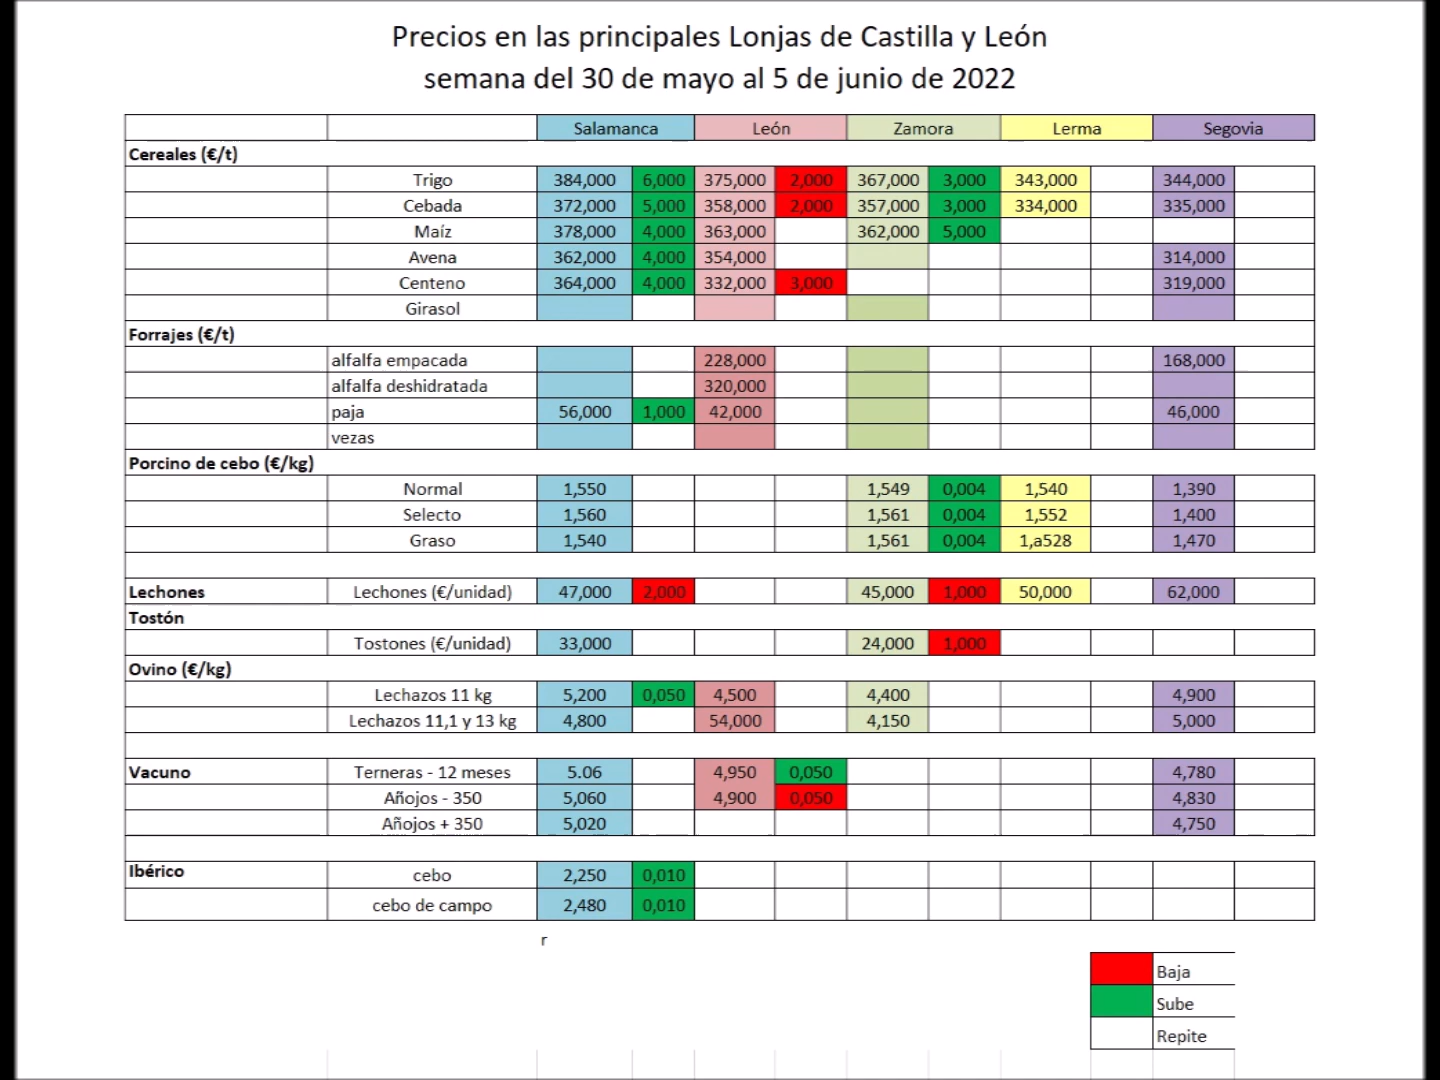 Precios en las principales Lonjas de Castilla y León
semana del 30 de mayo al 5 de junio de 2022
Salamanca León Zamora Lerma Segovia
Cereales (€/t)
Trigo 384,000 6,000 375,000 2,000 367,000 3,000 343,000 344,000
Cebada 372,000 5,000 358,000 2,000 357,000 3,000 334,000 335,000
Maíz 378,000 4,000 363,000 362,000 5,000
Avena 362,000 4,000 354,000 314,000
Centeno 364,000 4,000 332,000 3,000 319,000
Girasol
Forrajes (€/t)
alfalfa empacada 228,000 168,000
alfalfa deshidratada 320,000
paja 56,000 1,000 42,000 46,000
vezas
Porcino de cebo (€/kg)
Normal 1,550 1,549 0,004 1,540 1,390
Selecto 1,560 1,561 0,004 1,552 1,400
Graso 1,540 1,561 0,004 1,a528 1,470
Lechones Lechones (€/unidad) 47,000 2,000 45,000 1,000 50,000 62,000
Tostón
Tostones (€/unidad) 33,000 24,000 1,000
Ovino (€/kg)
Lechazos 11 kg 5,200 0,050 4,500 4,400 4,900
Lechazos 11,1 y 13 kg 4,800 54,000 4,150 5,000
Vacuno Terneras - 12 meses 5.06 4,950 0,050 4,780
Añojos - 350 5,060 4,900 0,050 4,830
Añojos + 350 5,020 4,750
Ibérico cebo 2,250 0,010
cebo de campo 2,480 0,010
r
Baja
Sube
Repite